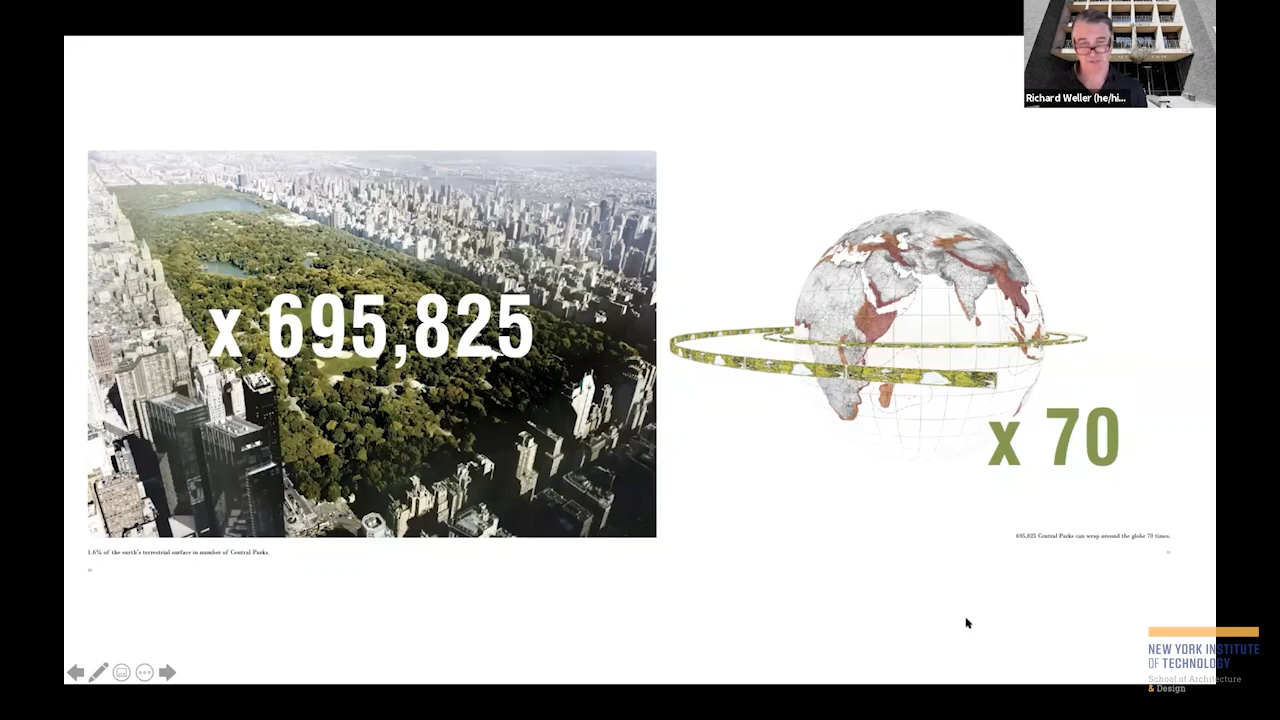 Richard Weller (he/hi...
x 695,825
x 70
695,825 Central Parks can wrap around the globe 70 times.
1.6% of the earth's terrestrial surface in number of Central Parks.
NEW YORK INSTITUTE
OF TECHNOLOGY
School of Architecture
& Design